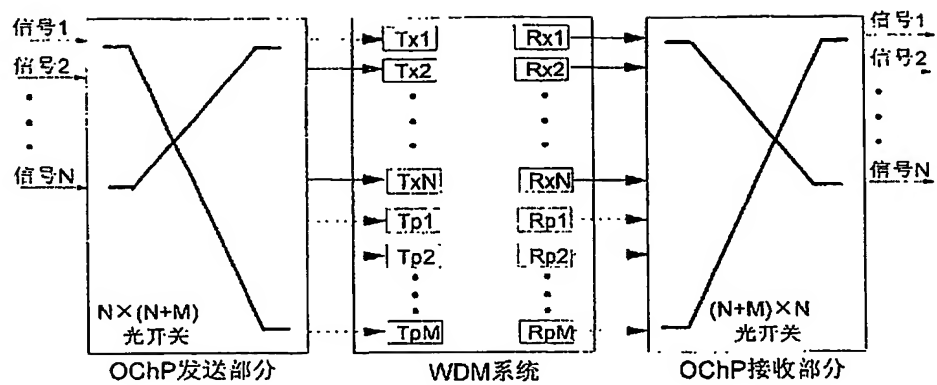 信号1
信号2
信号N
N×(N+M)
光开关
OChP发送部分
Tx1
Tx2
TxN
Tp1
Tp2
TpM
Rx1
Rx2
RxN
Rp1
Rp2
RpM
WDM系统
(N+M)×N
光开关
OChP接收部分
信号1
信号2
信号N